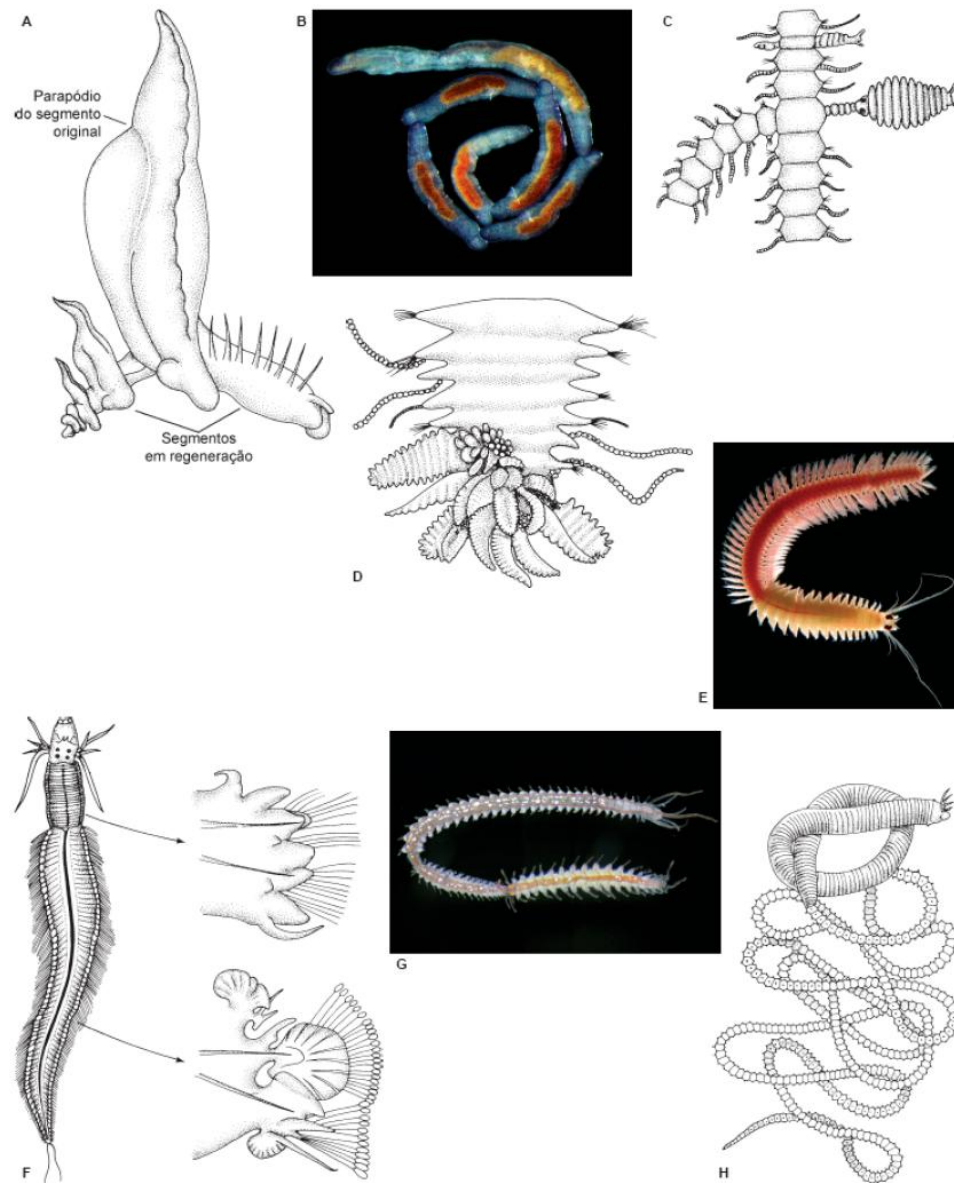 A
B
C
Parapódio
do segmento
original
Segmentos
em regeneração
D
E
F
G
H